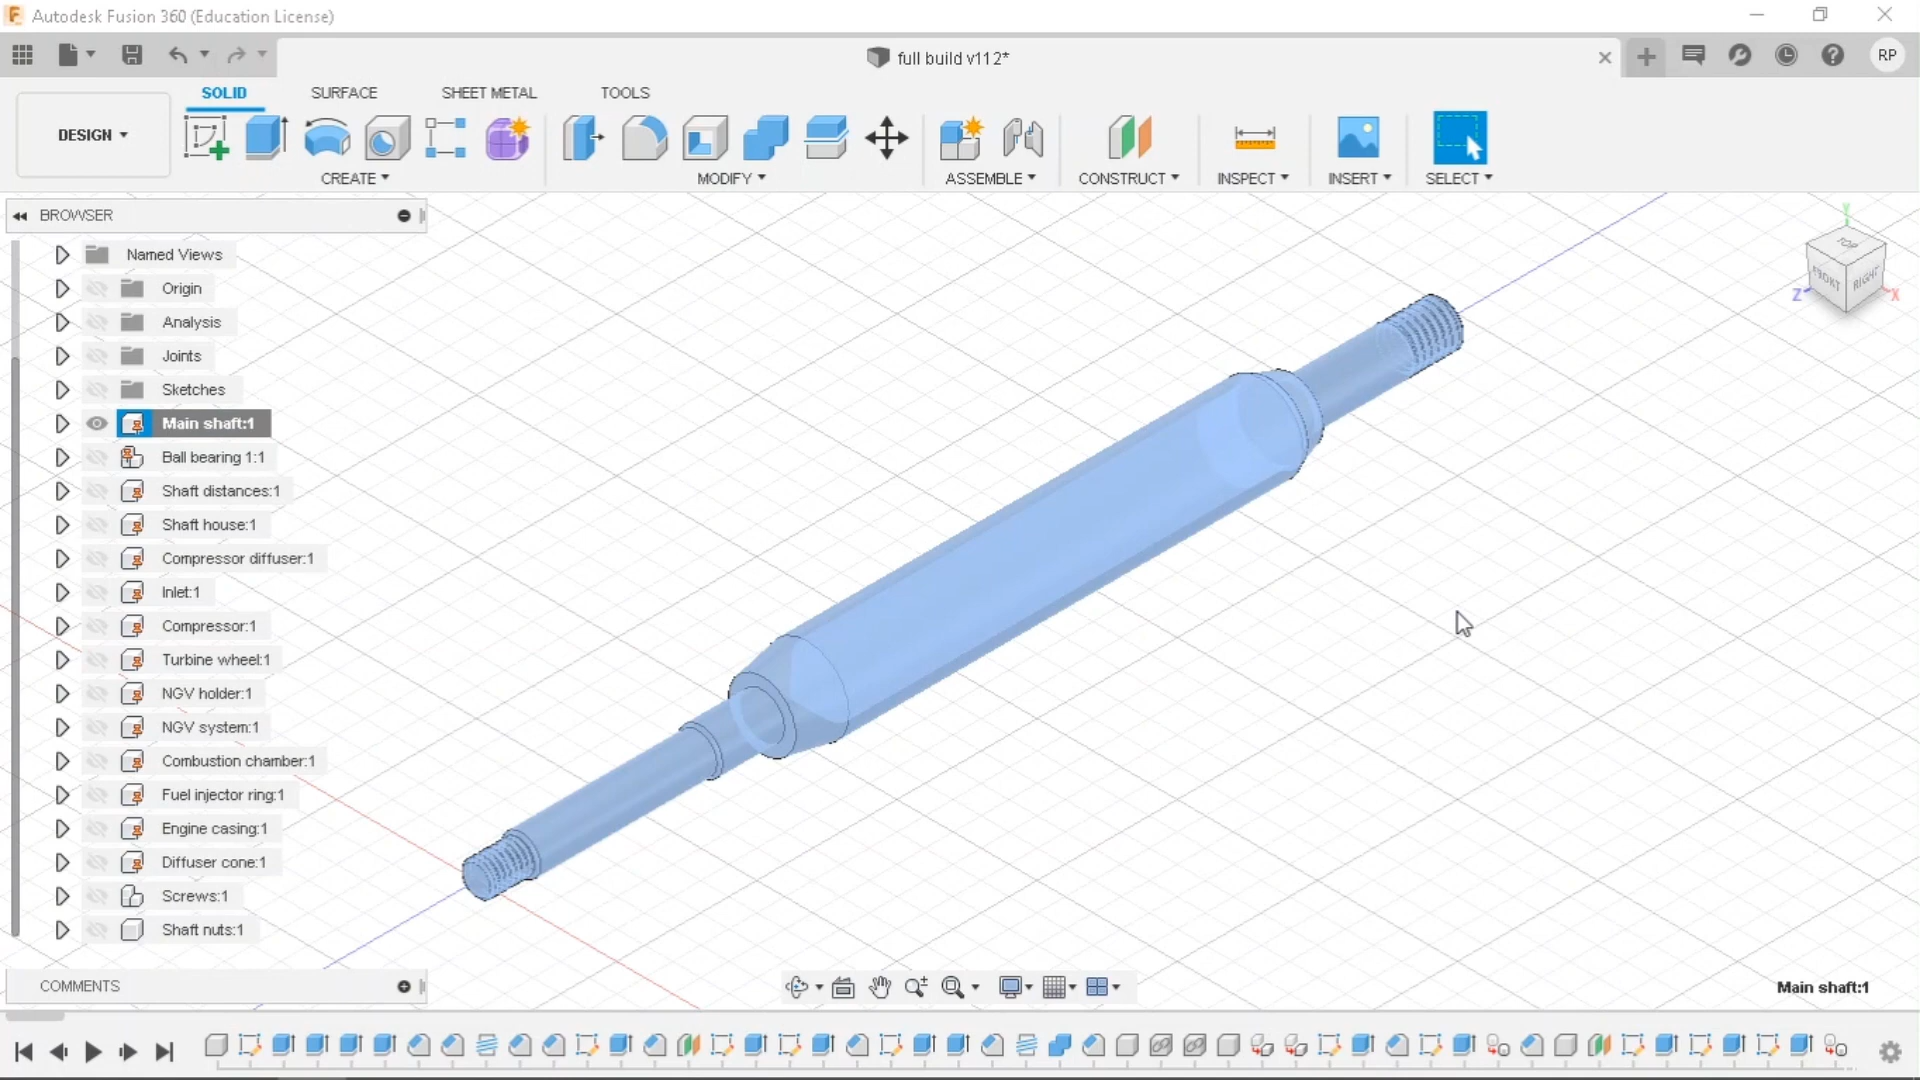 Autodesk Fusion 360 (Education License)
full build v112*
RP
SOLID
SURFACE
SHEET METAL
TOOLS
DESIGN
CREATE
MODIFY
ASSEMBLE
CONSTRUCT
INSPECT
INSERT
SELECT
BROWSER
Named Views
Origin
Analysis
Joints
Sketches
Main shaft:1
Ball bearing 1:1
Shaft distances:1
Shaft house:1
Compressor diffuser:1
Inlet:1
Compressor:1
Turbine wheel:1
NGV holder:1
NGV system:1
Combustion chamber:1
Fuel injector ring:1
Engine casing:1
Diffuser cone:1
Screws:1
Shaft nuts:1
Y
TOP
FRONT
RIGHT
Z
X
COMMENTS
Main shaft:1